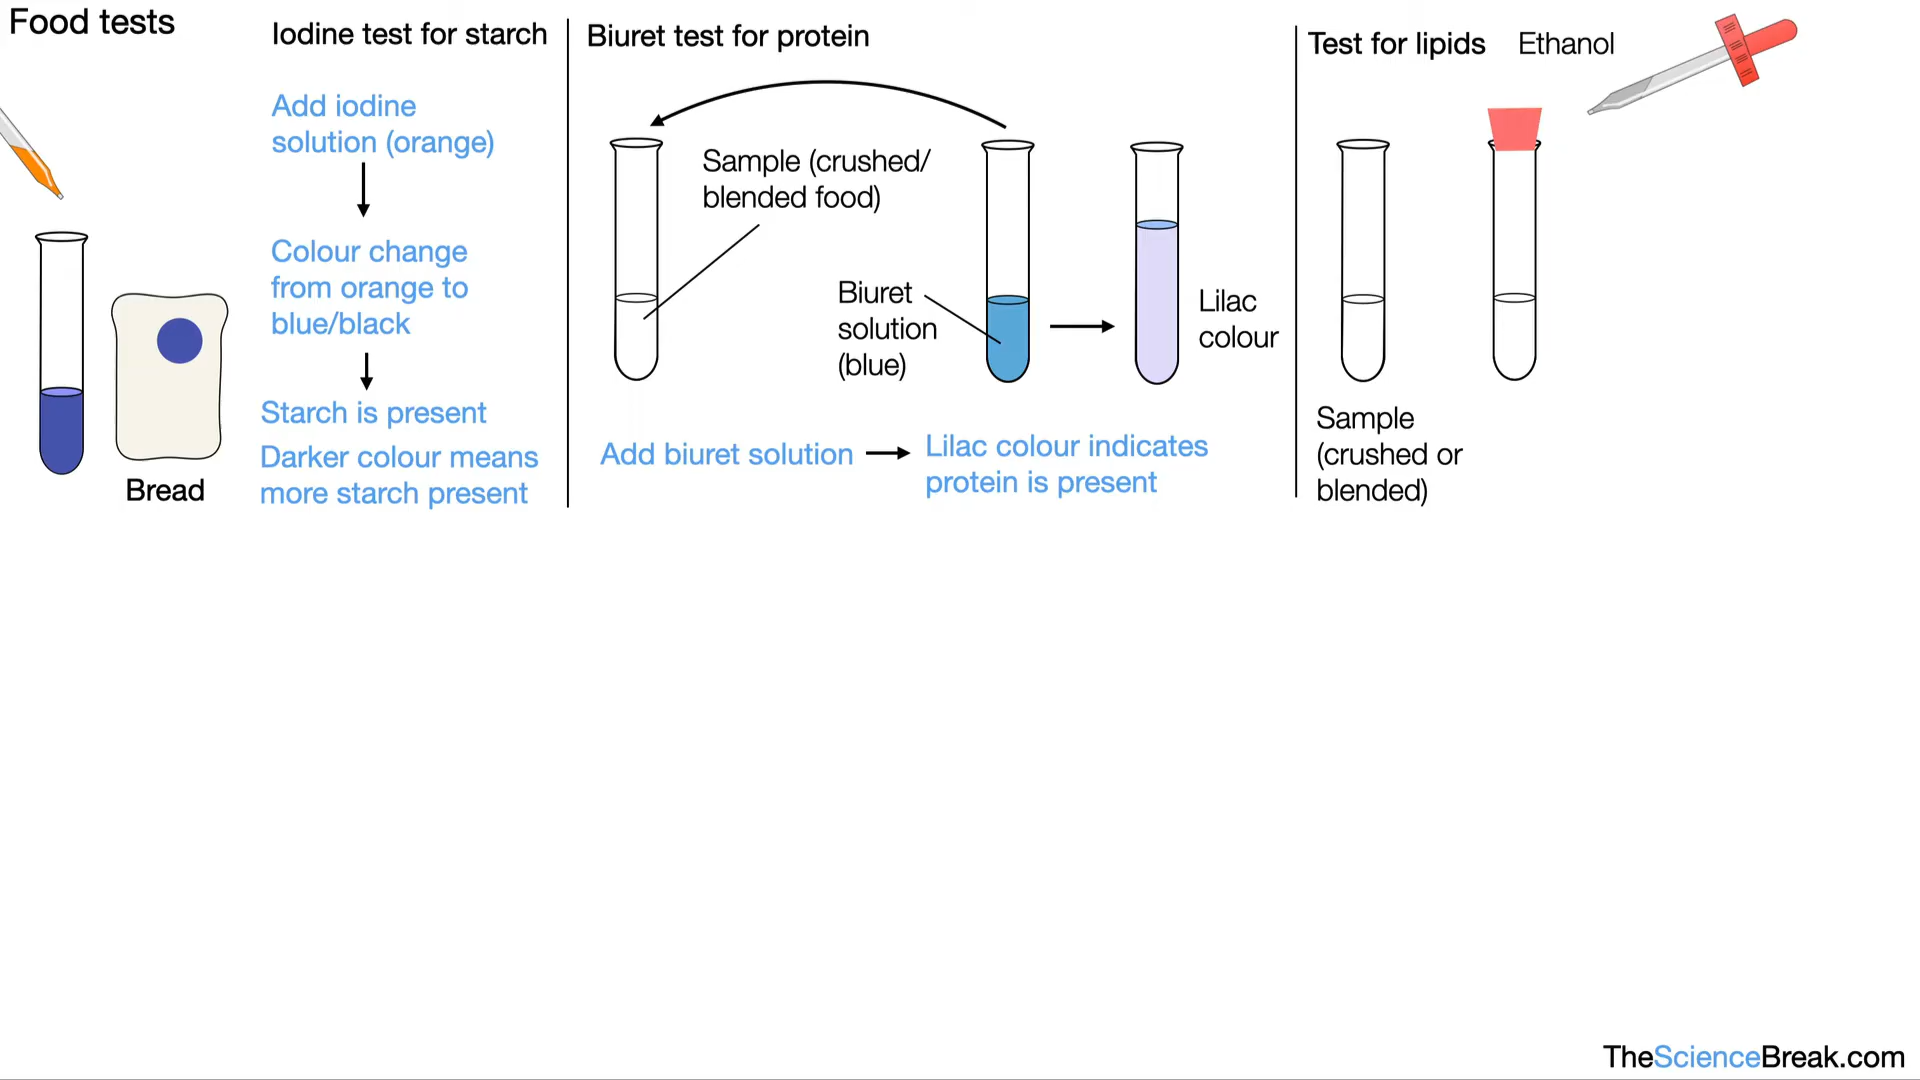 Food tests
Iodine test for starch
Add iodine
solution (orange)
Colour change
from orange to
blue/black
Starch is present
Darker colour means
more starch present
Bread
Biuret test for protein
Sample (crushed/
blended food)
Biuret
solution
(blue)
Lilac
colour
Add biuret solution
Lilac colour indicates
protein is present
Test for lipids
Ethanol
Sample
(crushed or
blended)
TheScienceBreak.com